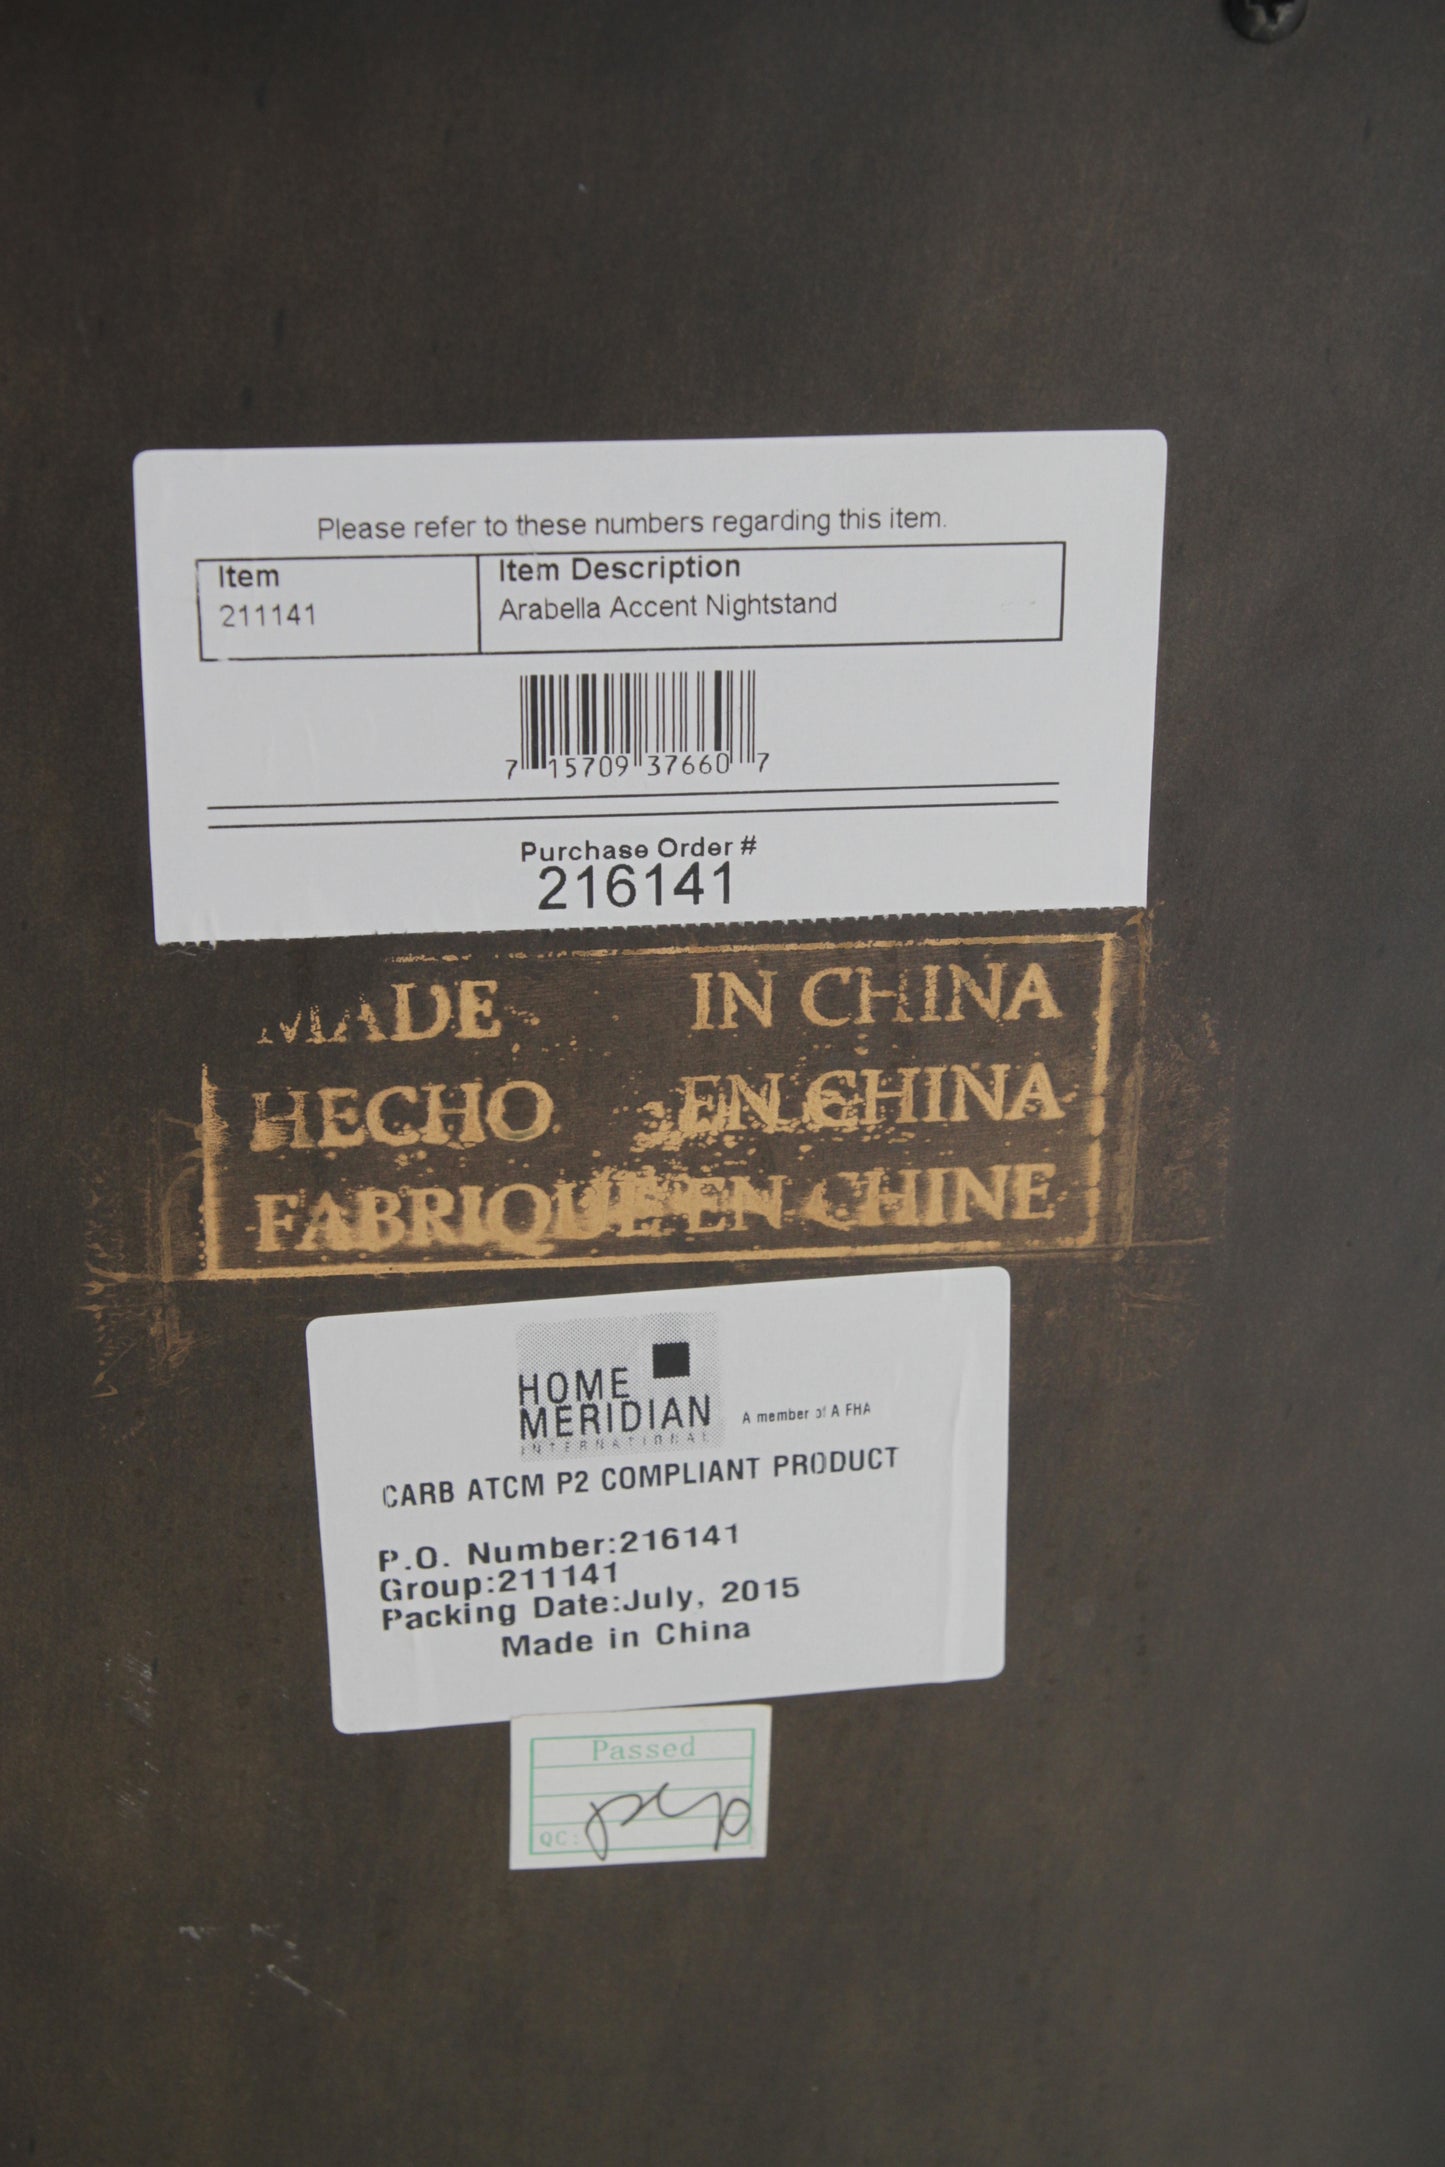 Please refer to these numbers regarding this item.
Item
211141
Item Description
Arabella Accent Nightstand
7 15709 37660 7
Purchase Order #
216141
MADE IN CHINA
HECHO EN CHINA
FABRIQUE EN CHINE
HOME
MERIDIAN
INTERNATIONAL
A member of A FHA
CARB ATCM P2 COMPLIANT PRODUCT
P.O. Number:216141
Group:211141
Packing Date:July, 2015
Made in China
Passed
QC: